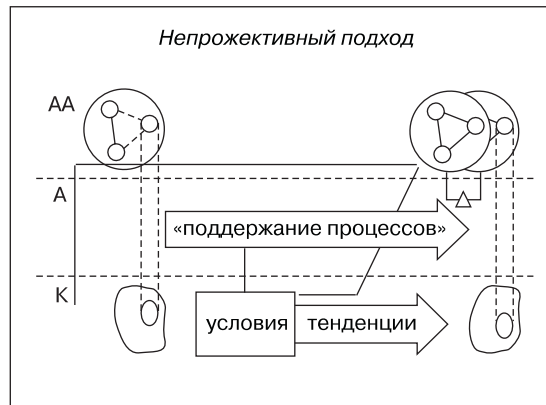 Непрожективный подход
АА
А
«поддержание процессов»
К
условия
тенденции